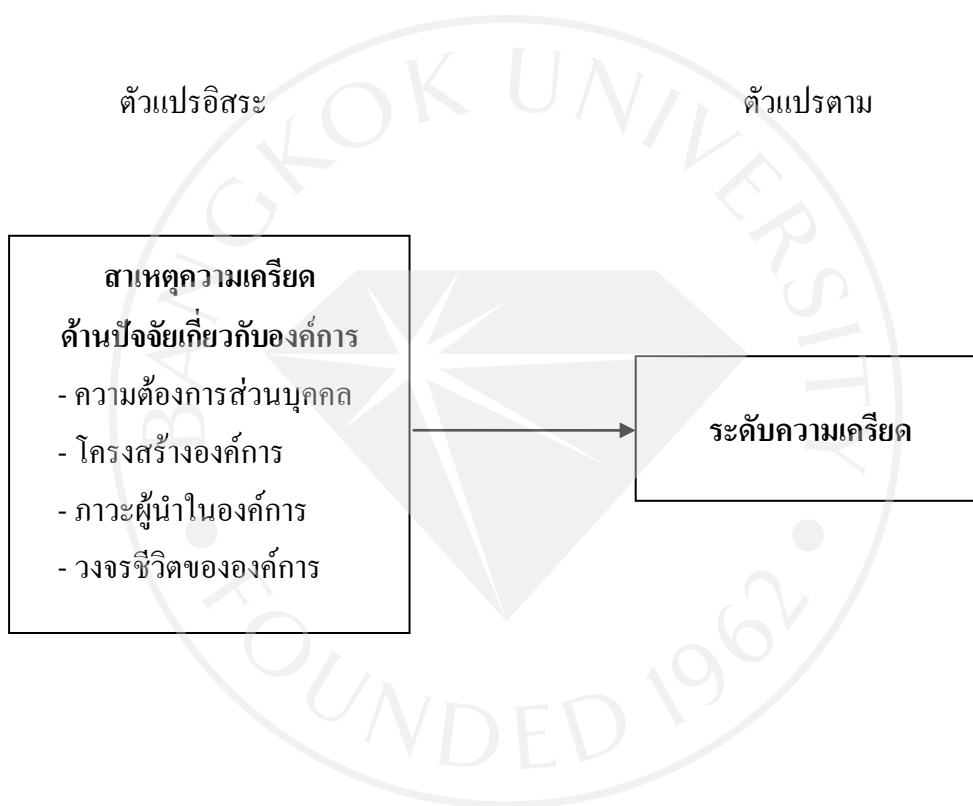 ตัวแปรอิสระ
ตัวแปรตาม
สาเหตุความเครียด
ด้านปัจจัยเกี่ยวกับองค์การ
- ความต้องการส่วนบุคคล
- โครงสร้างองค์การ
- ภาวะผู้นำในองค์การ
- วงจรชีวิตขององค์การ
ระดับความเครียด
BANGKOK UNIVERSITY
FOUNDED 1962